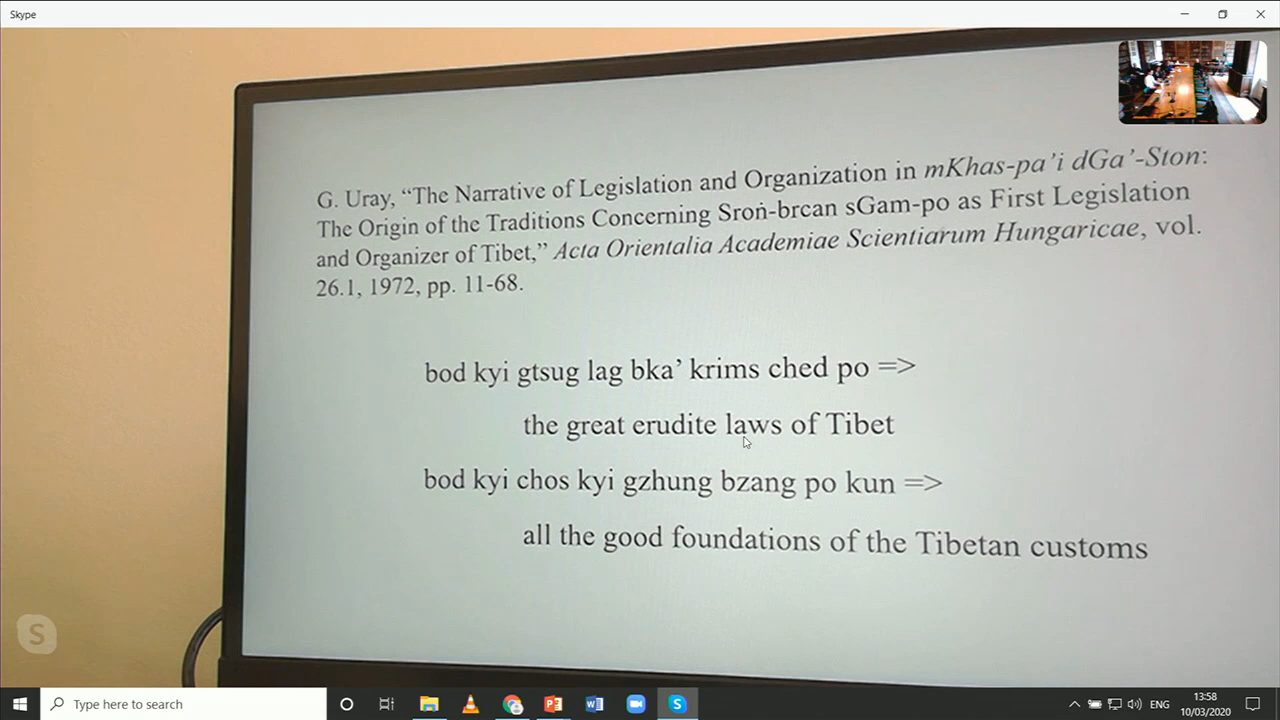 Skype
G. Uray, “The Narrative of Legislation and Organization in mKhas-pa’i dGa’-Ston:
The Origin of the Traditions Concerning Sroṅ-brcan sGam-po as First Legislation
and Organizer of Tibet,” Acta Orientalia Academiae Scientiarum Hungaricae, vol.
26.1, 1972, pp. 11-68.
bod kyi gtsug lag bka’ krims ched po =>
the great erudite laws of Tibet
bod kyi chos kyi gzhung bzang po kun =>
all the good foundations of the Tibetan customs
Type here to search
ENG
13:58
10/03/2020